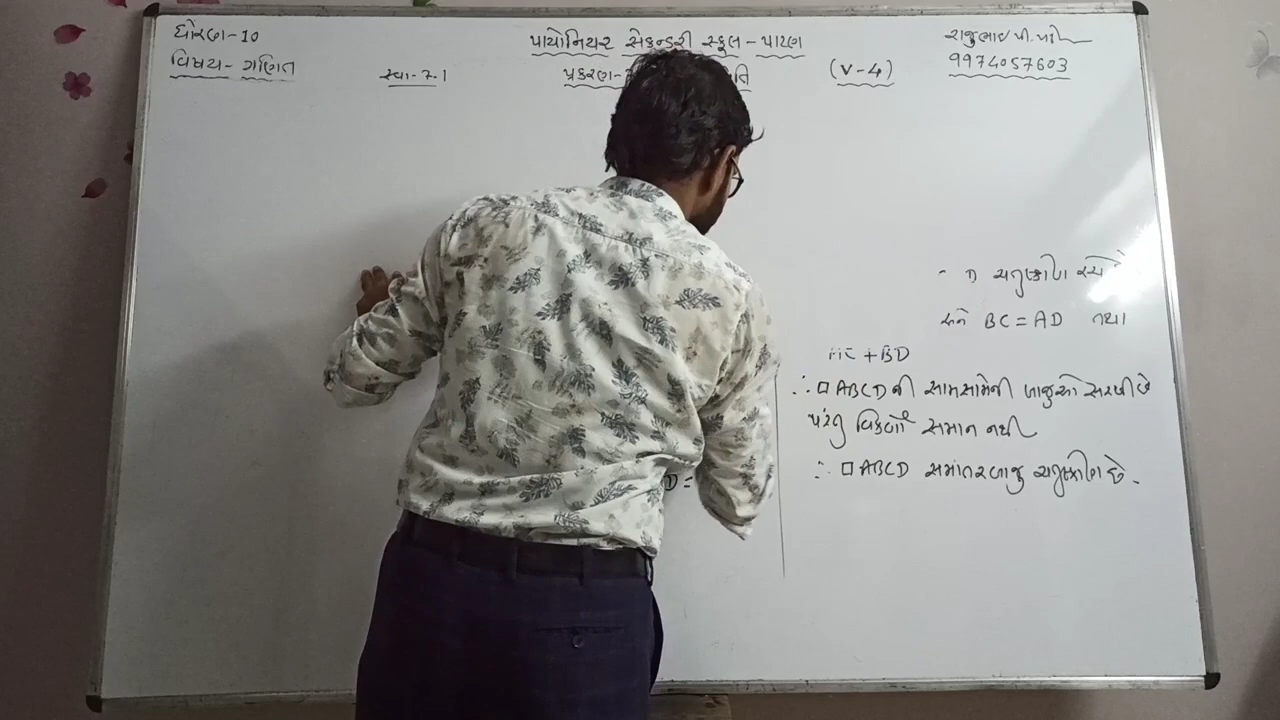 ધોરણ-10
વિષય- ગણિત
સ્વા-7.1
પાયોનિયર સેકન્ડરી સ્કૂલ - પાટણ
પ્રકરણ-
(V-4)
રાજુભાઇ પી.
9974057603
ચતુષ્કોણ
અને BC = AD તથા
AC ≠ BD
∴ □ABCD ની સામસામેની બાજુઓ સરખી છે
પરંતુ વિકર્ણો સમાન નથી
∴ □ABCD સમાંતરબાજુ ચતુષ્કોણ છે.
D =